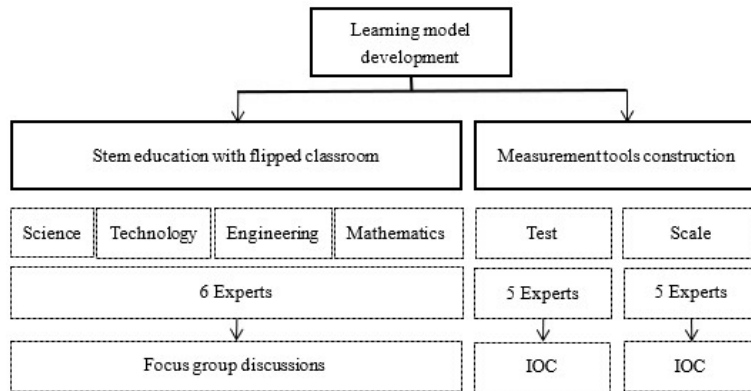 Learning model
development
Stem education with flipped classroom
Measurement tools construction
Science
Technology
Engineering
Mathematics
Test
Scale
6 Experts
5 Experts
5 Experts
Focus group discussions
IOC
IOC